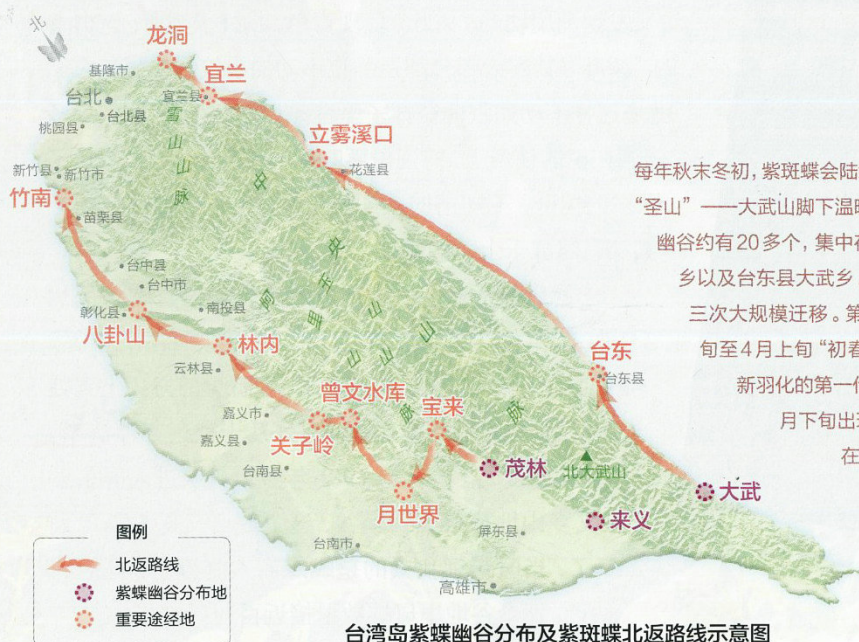 北
龙洞
基隆市
宜兰
台北
宜兰县
台北县
桃园县
雪山山脉
立雾溪口
花莲县
新竹县
新竹市
竹南
苗栗县
中央山脉
阿里山山脉
台中县
台中市
彰化县
南投县
八卦山
林内
云林县
台东
台东县
曾文水库
宝来
嘉义市
关子岭
嘉义县
台南县
茂林
北大武山
大武
月世界
来义
屏东县
台南市
高雄市
每年秋末冬初，紫斑蝶会陆
“圣山”——大武山脚下温
幽谷约有20多个，集中
乡以及台东县大武乡
三次大规模迁移。第
旬至4月上旬“初春
新羽化的第一
月下旬出
在
图例
北返路线
紫蝶幽谷分布地
重要途经地
台湾岛紫蝶幽谷分布及紫斑蝶北返路线示意图